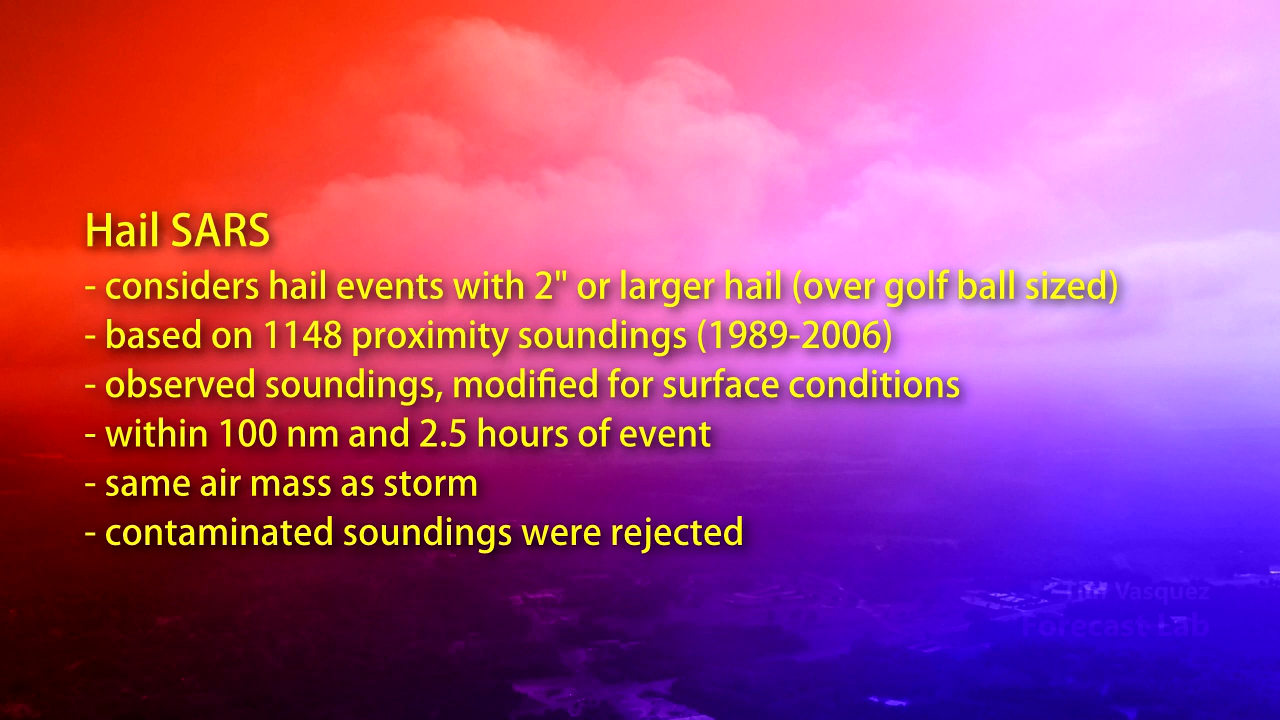 Hail SARS
- considers hail events with 2" or larger hail (over golf ball sized)
- based on 1148 proximity soundings (1989-2006)
- observed soundings, modified for surface conditions
- within 100 nm and 2.5 hours of event
- same air mass as storm
- contaminated soundings were rejected
Tim Vasquez
Forecast Lab